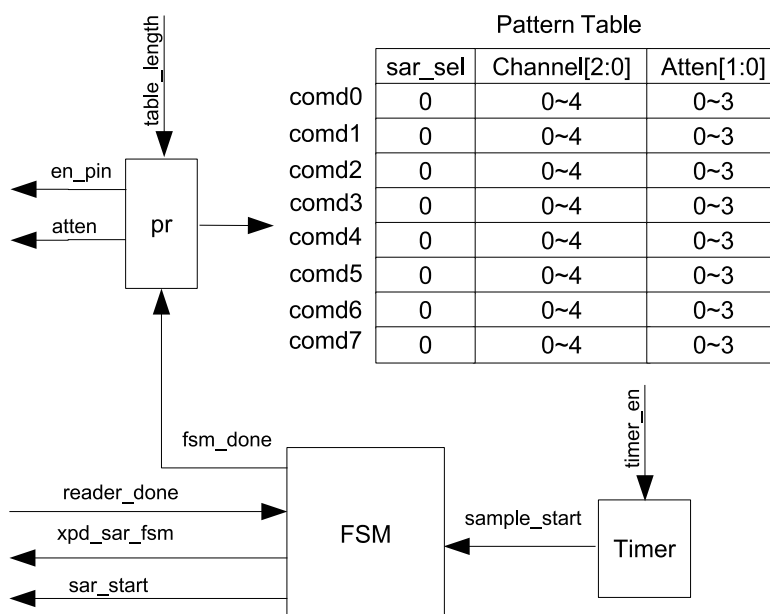 Pattern Table
table_length
sar_sel Channel[2:0] Atten[1:0]
comd0 0 0~4 0~3
comd1 0 0~4 0~3
comd2 0 0~4 0~3
comd3 0 0~4 0~3
comd4 0 0~4 0~3
comd5 0 0~4 0~3
comd6 0 0~4 0~3
comd7 0 0~4 0~3
en_pin
atten
pr
fsm_done
timer_en
reader_done
xpd_sar_fsm
sar_start
FSM
sample_start
Timer